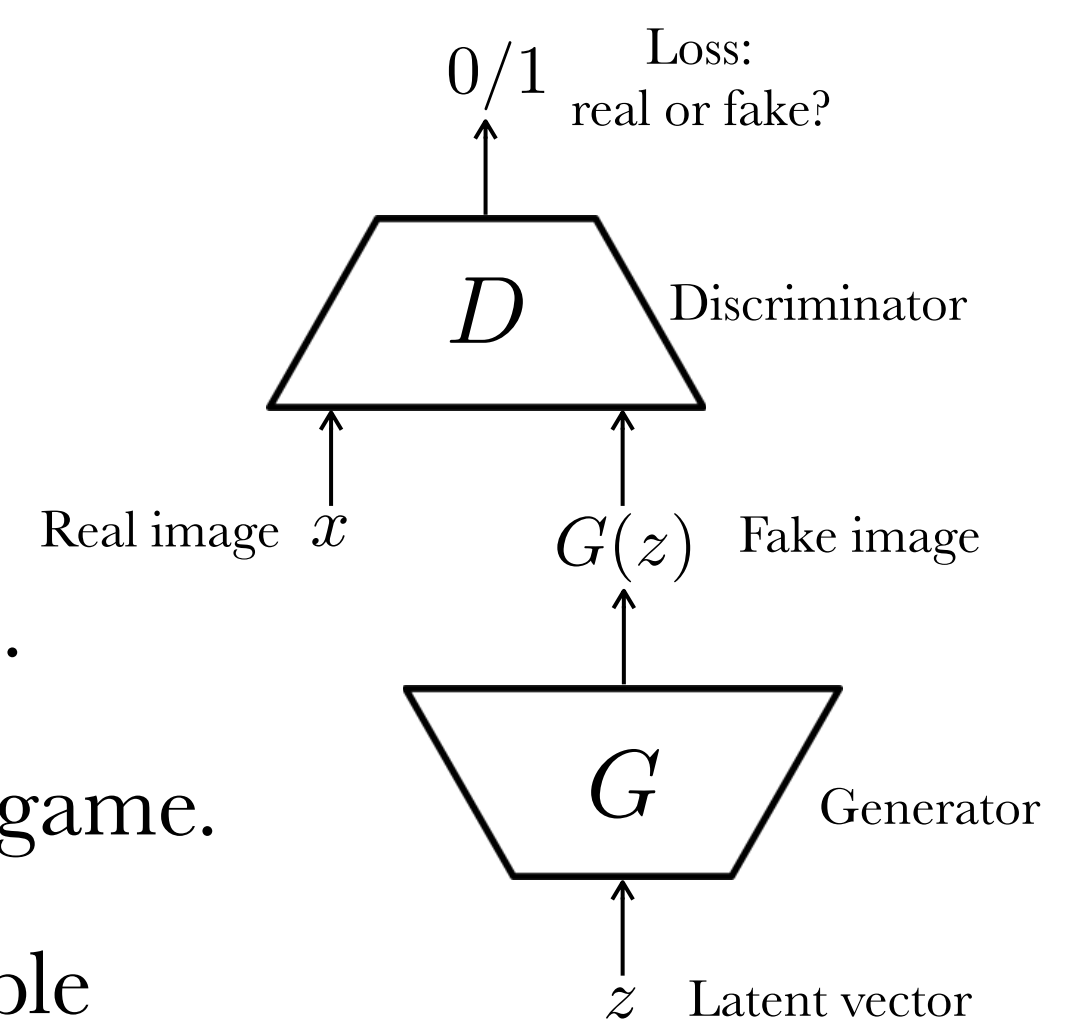 0/1 Loss:
real or fake?
D
Discriminator
Real image x
G(z) Fake image
.
game.
G
Generator
z Latent vector